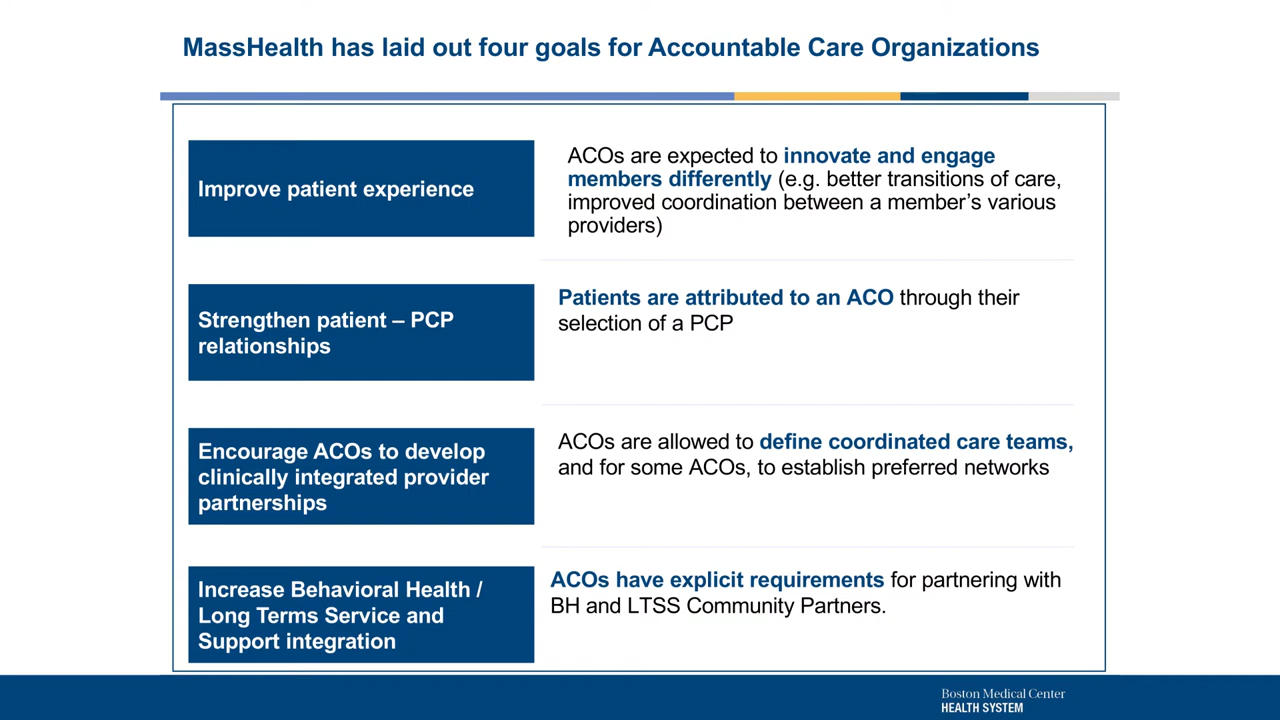 MassHealth has laid out four goals for Accountable Care Organizations
Improve patient experience
ACOs are expected to innovate and engage
members differently (e.g. better transitions of care,
improved coordination between a member’s various
providers)
Strengthen patient – PCP
relationships
Patients are attributed to an ACO through their
selection of a PCP
Encourage ACOs to develop
clinically integrated provider
partnerships
ACOs are allowed to define coordinated care teams,
and for some ACOs, to establish preferred networks
Increase Behavioral Health /
Long Terms Service and
Support integration
ACOs have explicit requirements for partnering with
BH and LTSS Community Partners.
Boston Medical Center
HEALTH SYSTEM